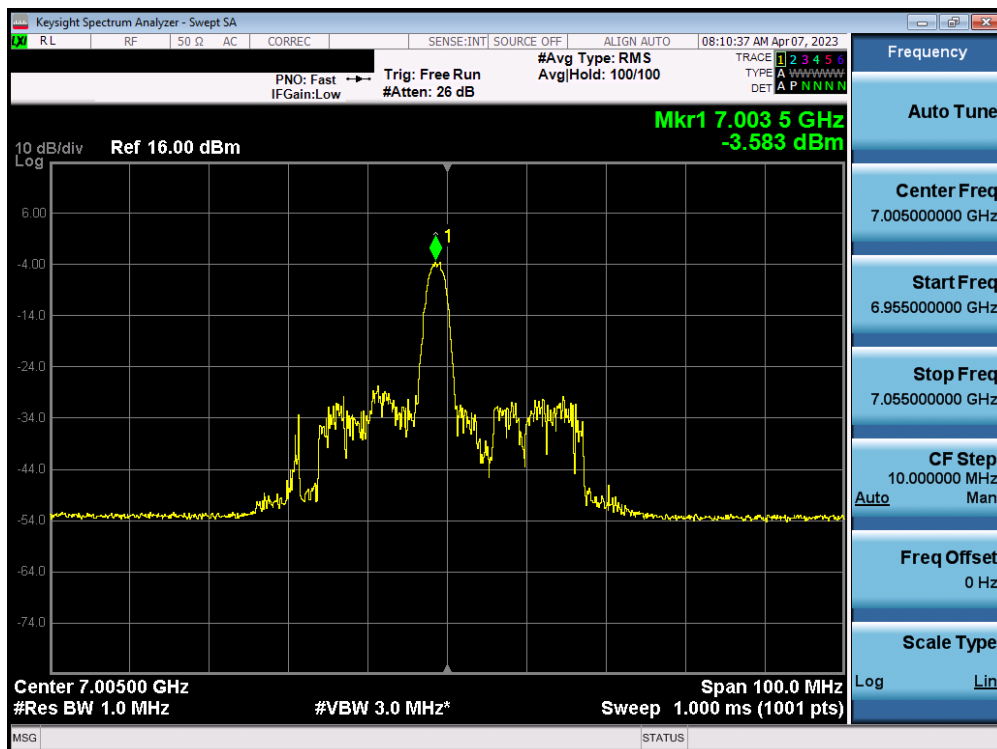 Keysight Spectrum Analyzer - Swept SA
LXI RL RF 50 Ω AC CORREC SENSE:INT SOURCE OFF ALIGN AUTO 08:10:37 AM Apr 07, 2023
PNO: Fast
IFGain:Low
Trig: Free Run
#Atten: 26 dB
#Avg Type: RMS
Avg|Hold: 100/100
TRACE 1 2 3 4 5 6
TYPE A WWWWW
DET A P N N N N
Mkr1 7.003 5 GHz
-3.583 dBm
10 dB/div Ref 16.00 dBm
Log
6.00
-4.00
1
-14.0
-24.0
-34.0
-44.0
-54.0
-64.0
-74.0
Center 7.00500 GHz Span 100.0 MHz
#Res BW 1.0 MHz #VBW 3.0 MHz* Sweep 1.000 ms (1001 pts)
MSG STATUS
Frequency
Auto Tune
Center Freq
7.005000000 GHz
Start Freq
6.955000000 GHz
Stop Freq
7.055000000 GHz
CF Step
10.000000 MHz
Auto Man
Freq Offset
0 Hz
Scale Type
Log Lin